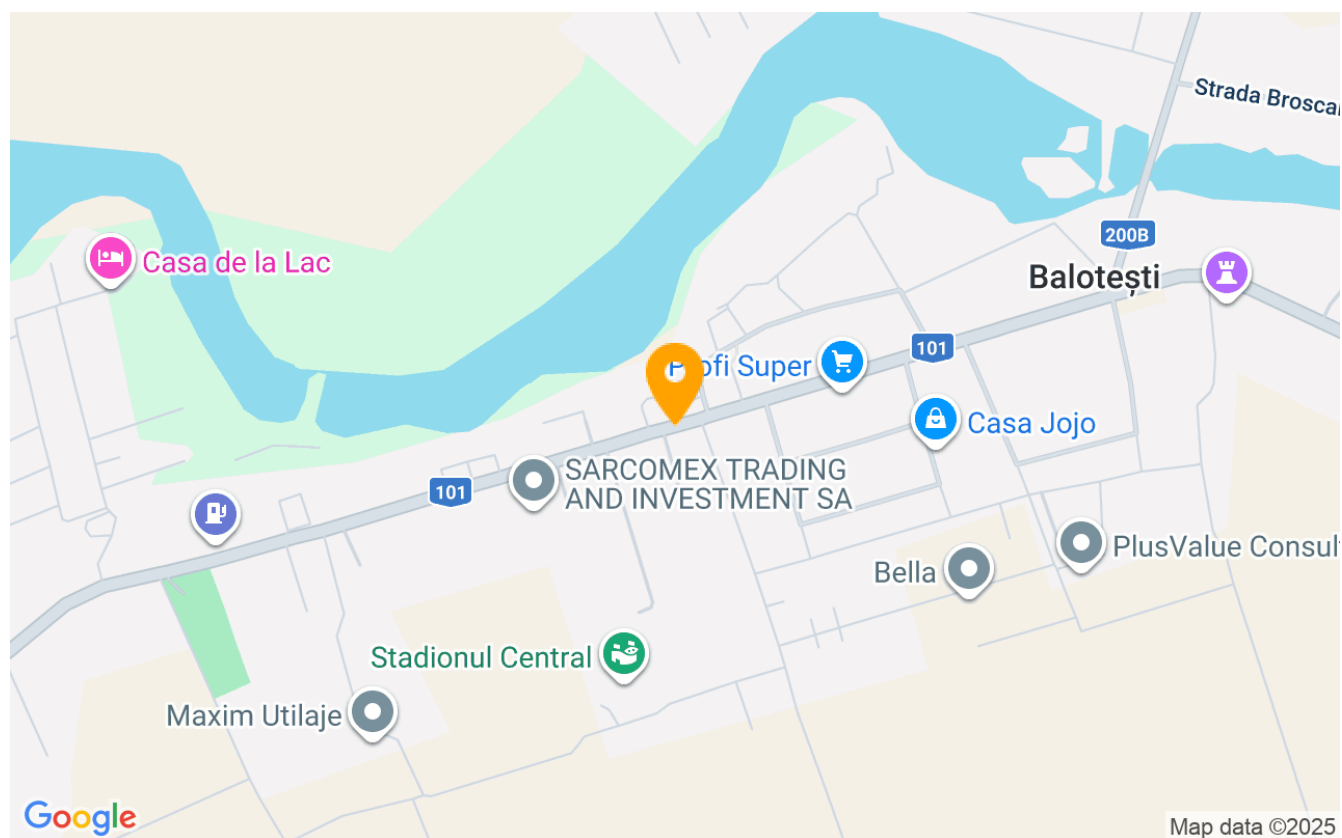 Strada Broscar
200B
Casa de la Lac
Balotești
101
Profi Super
Casa Jojo
SARCOMEX TRADING
AND INVESTMENT SA
101
PlusValue Consult
Bella
Stadionul Central
Maxim Utilaje
Google
Map data ©2025